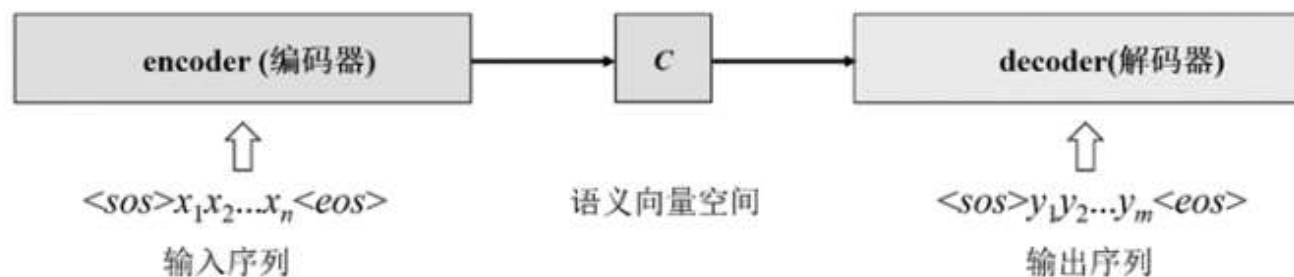 encoder (编码器) C decoder(解码器)
<sos>x₁x₂...xₙ<eos> 语义向量空间 <sos>y₁y₂...yₘ<eos>
输入序列 输出序列